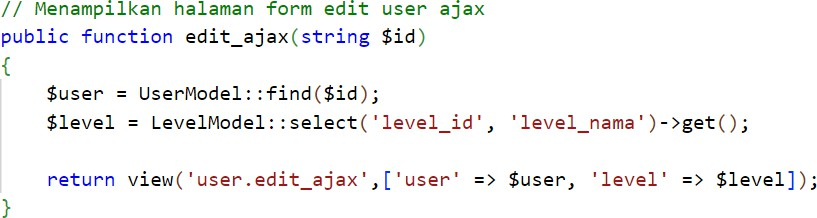 // Menampilkan halaman form edit user ajax
public function edit_ajax(string $id)
{
    $user = UserModel::find($id);
    $level = LevelModel::select('level_id', 'level_nama')->get();

    return view('user.edit_ajax',['user' => $user, 'level' => $level]);
}